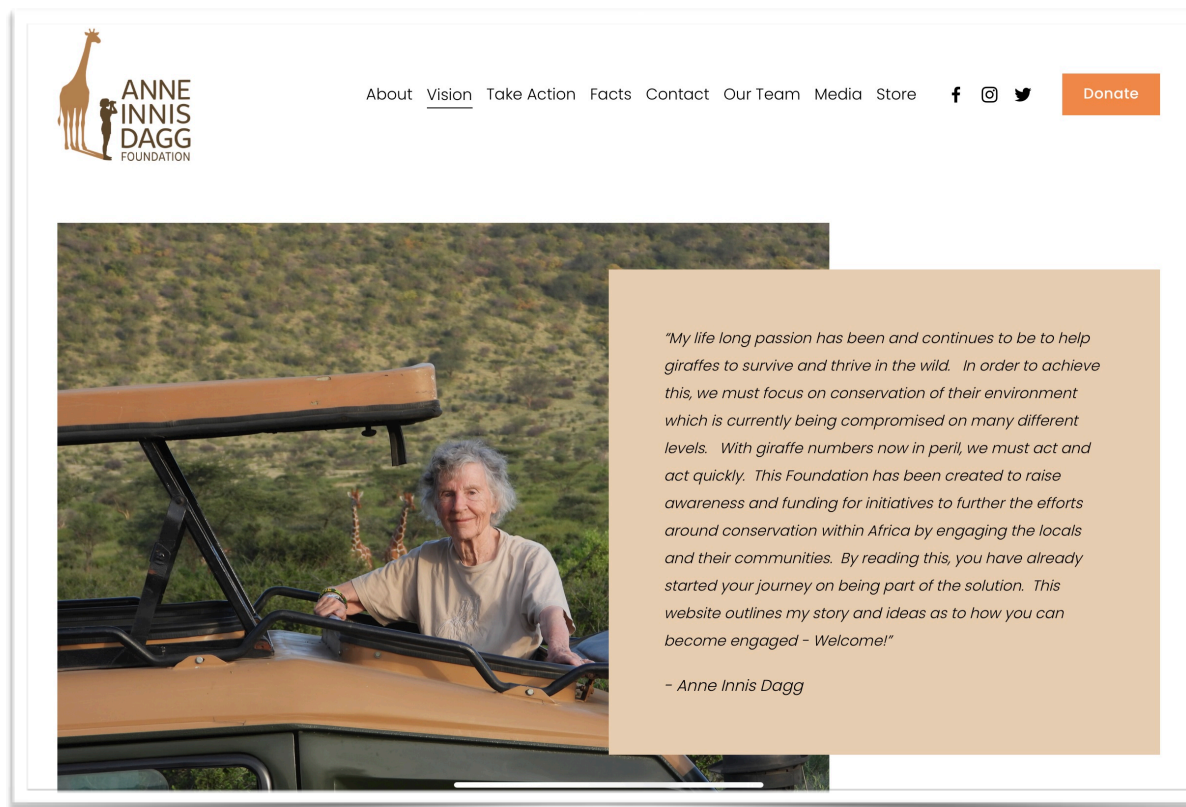 ANNE
INNIS
DAGG
FOUNDATION
About Vision Take Action Facts Contact Our Team Media Store
Donate
“My life long passion has been and continues to be to help
giraffes to survive and thrive in the wild. In order to achieve
this, we must focus on conservation of their environment
which is currently being compromised on many different
levels. With giraffe numbers now in peril, we must act and
act quickly. This Foundation has been created to raise
awareness and funding for initiatives to further the efforts
around conservation within Africa by engaging the locals
and their communities. By reading this, you have already
started your journey on being part of the solution. This
website outlines my story and ideas as to how you can
become engaged - Welcome!”
- Anne Innis Dagg